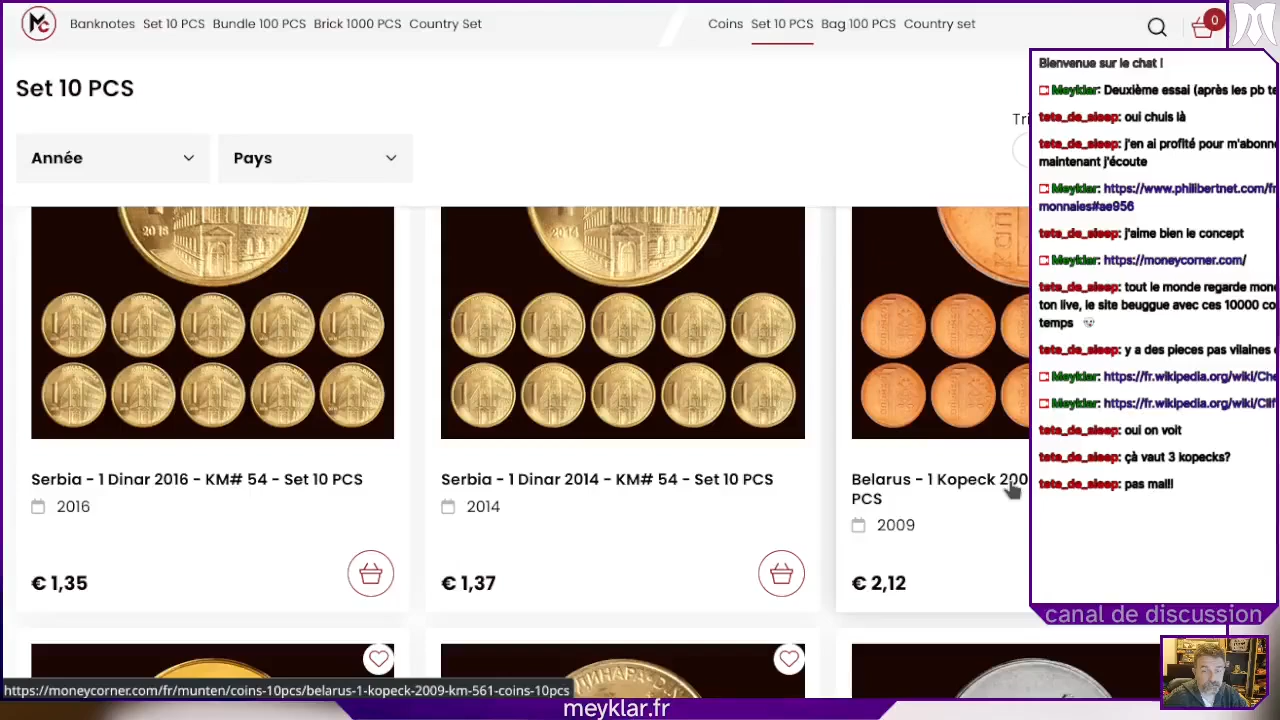 Banknotes Set 10 PCS Bundle 100 PCS Brick 1000 PCS Country Set
Coins Set 10 PCS Bag 100 PCS Country set
0
Set 10 PCS
Année
Pays
Serbia - 1 Dinar 2016 - KM# 54 - Set 10 PCS
2016
€ 1,35
Serbia - 1 Dinar 2014 - KM# 54 - Set 10 PCS
2014
€ 1,37
Belarus - 1 Kopeck 200
PCS
2009
€ 2,12
https://moneycorner.com/fr/munten/coins-10pcs/belarus-1-kopeck-2009-km-561-coins-10pcs
Bienvenue sur le chat !
Meyklar: Deuxième essai (après les pb te
tete_de_sleep: oui chuis là
tete_de_sleep: j'en ai profité pour m'abonne
maintenant j'écoute
Meyklar: https://www.philibertnet.com/fr
monnaies#ae956
tete_de_sleep: j'aime bien le concept
Meyklar: https://moneycorner.com/
tete_de_sleep: tout le monde regarde mone
ton live, le site beuggue avec ces 10000 co
temps
tete_de_sleep: y a des pieces pas vilaines
Meyklar: https://fr.wikipedia.org/wiki/Che
Meyklar: https://fr.wikipedia.org/wiki/Clif
tete_de_sleep: oui on voit
tete_de_sleep: çà vaut 3 kopecks?
tete_de_sleep: pas mal!!
canal de discussion
meyklar.fr